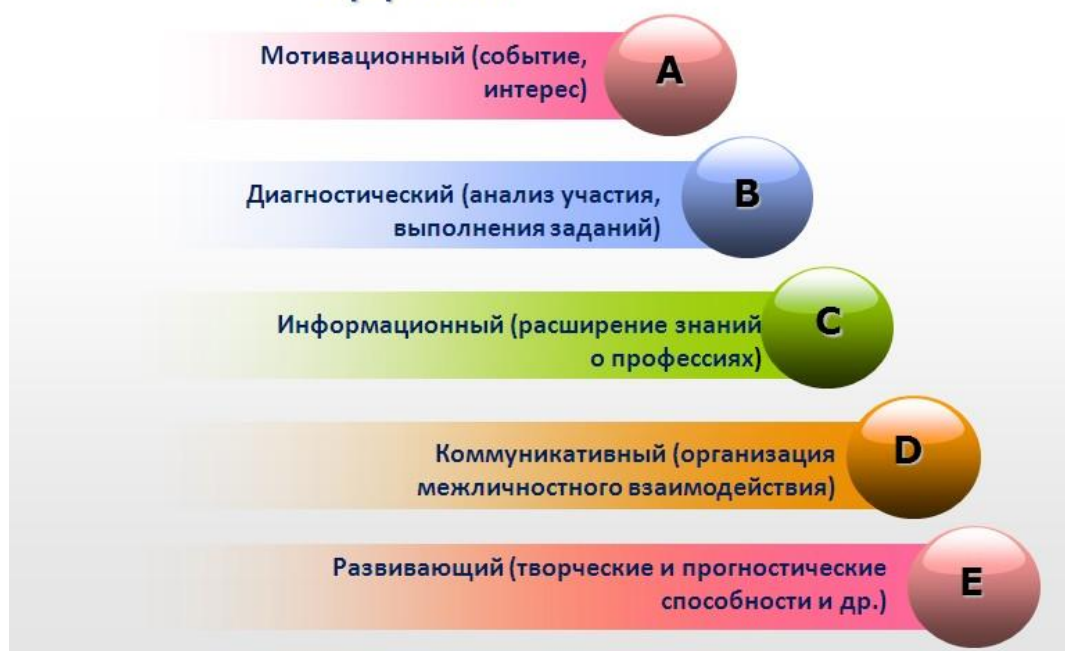 Мотивационный (событие,
интерес)
A
Диагностический (анализ участия,
выполнения заданий)
B
Информационный (расширение знаний
о профессиях)
C
Коммуникативный (организация
межличностного взаимодействия)
D
Развивающий (творческие и прогностические
способности и др.)
E